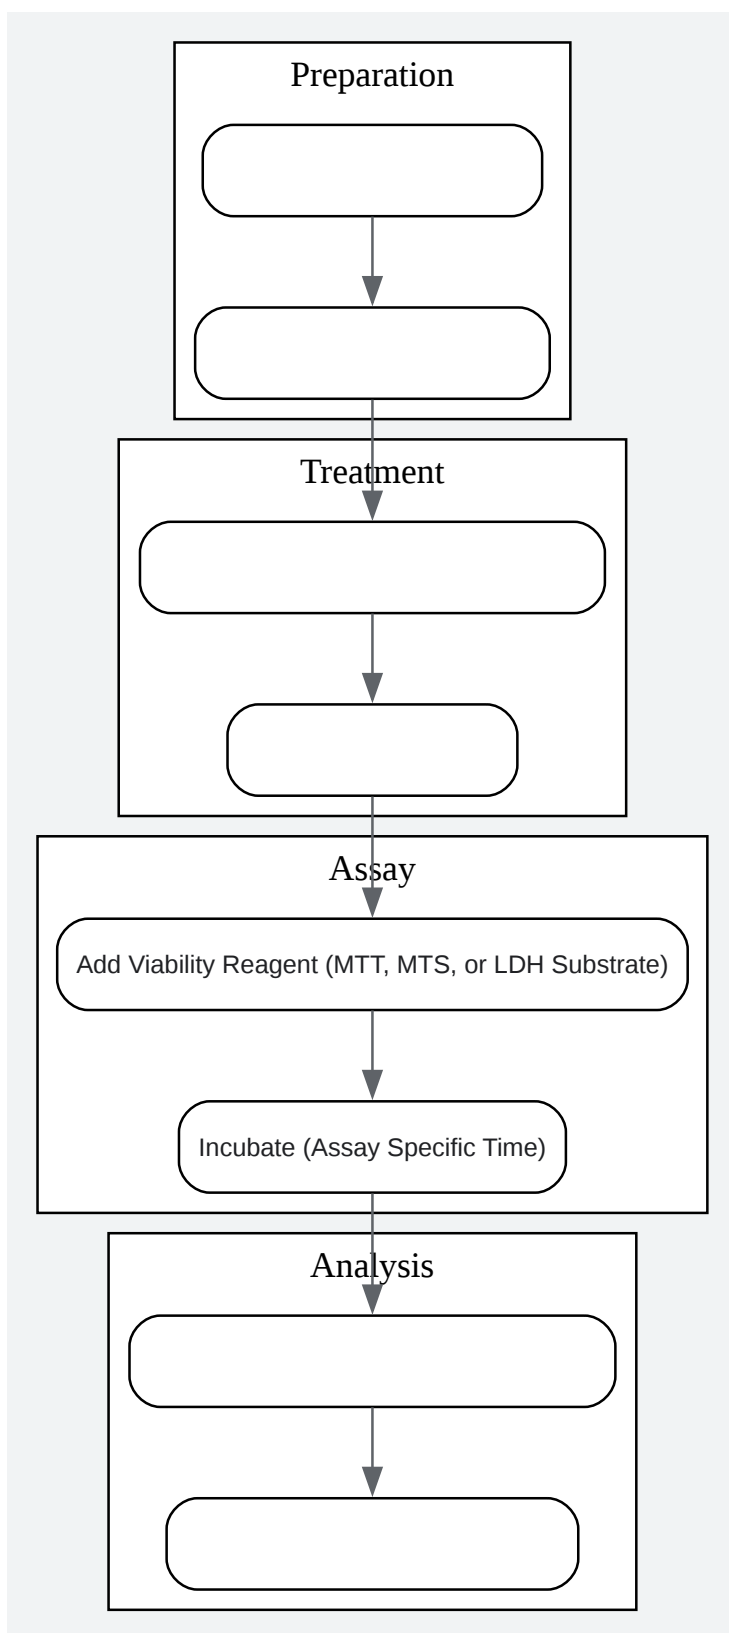 Preparation
Treatment
Assay
Add Viability Reagent (MTT, MTS, or LDH Substrate)
Incubate (Assay Specific Time)
Analysis